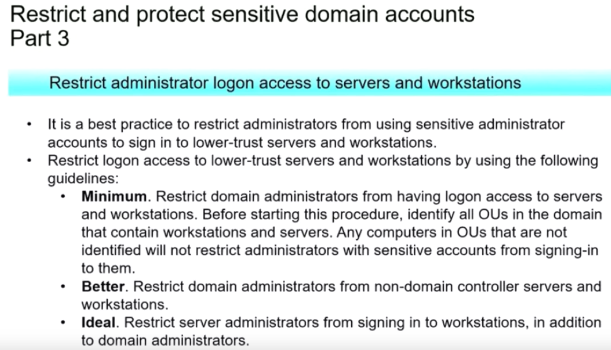 Restrict and protect sensitive domain accounts
Part 3
Restrict administrator logon access to servers and workstations
• It is a best practice to restrict administrators from using sensitive administrator
accounts to sign in to lower-trust servers and workstations.
• Restrict logon access to lower-trust servers and workstations by using the following
guidelines:
• Minimum. Restrict domain administrators from having logon access to servers
and workstations. Before starting this procedure, identify all OUs in the domain
that contain workstations and servers. Any computers in OUs that are not
identified will not restrict administrators with sensitive accounts from signing-in
to them.
• Better. Restrict domain administrators from non-domain controller servers and
workstations.
• Ideal. Restrict server administrators from signing in to workstations, in addition
to domain administrators.